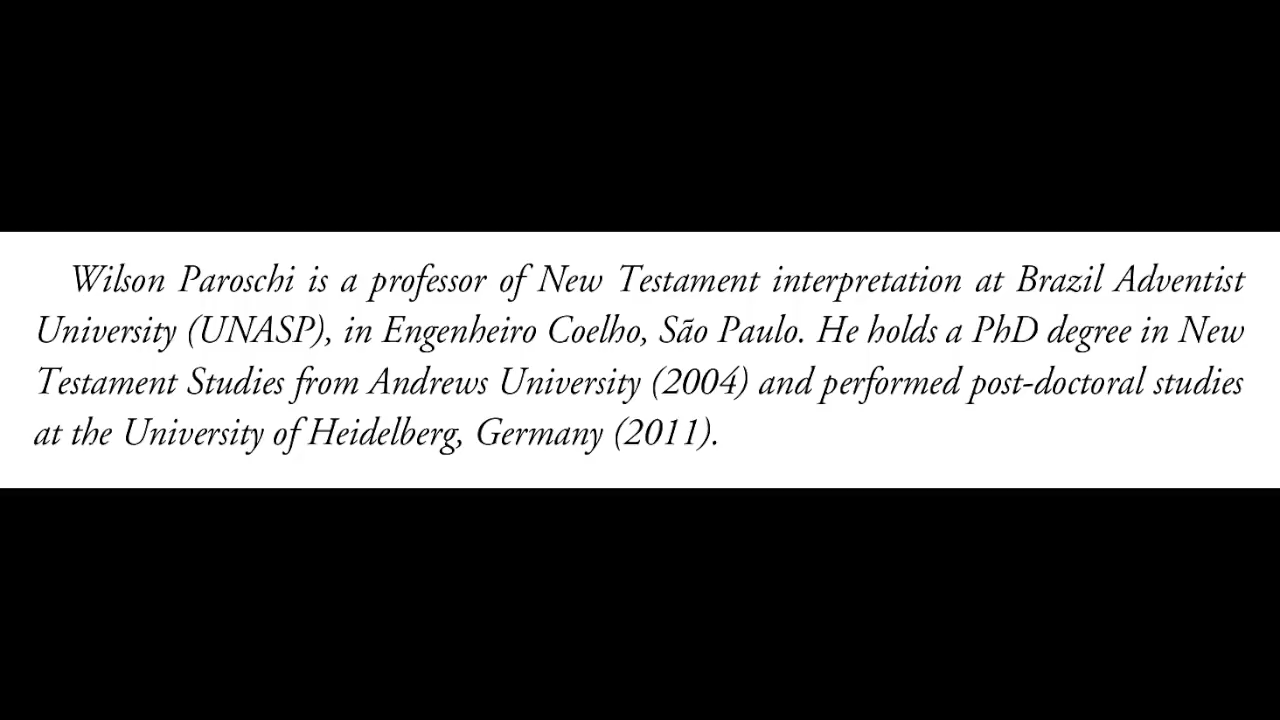 Wilson Paroschi is a professor of New Testament interpretation at Brazil Adventist
University (UNASP), in Engenheiro Coelho, São Paulo. He holds a PhD degree in New
Testament Studies from Andrews University (2004) and performed post-doctoral studies
at the University of Heidelberg, Germany (2011).